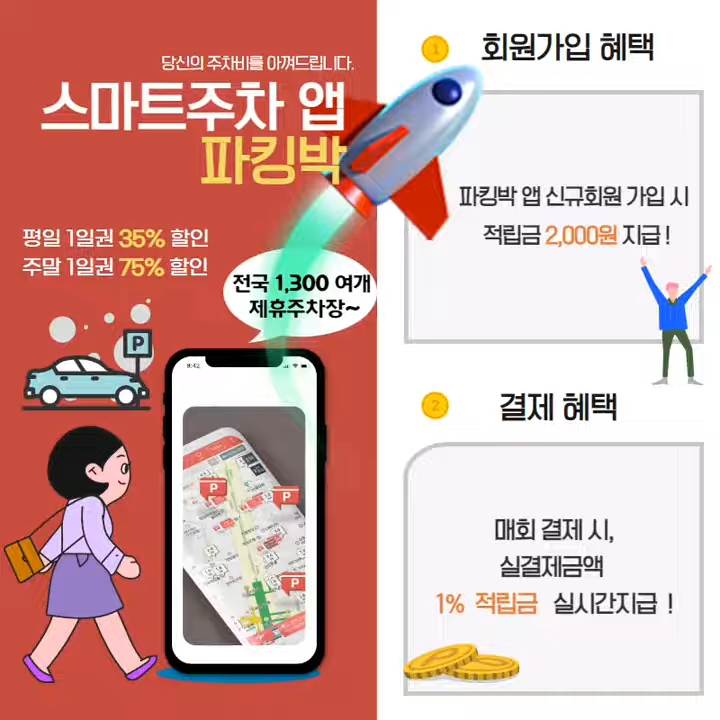 당신의 주차비를 아껴드립니다.
스마트주차 앱
파킹박
평일 1일권 35% 할인
주말 1일권 75% 할인
전국 1,300 여개
제휴주차장~
P
9:42
P
P
P
1
회원가입 혜택
파킹박 앱 신규회원 가입 시
적립금 2,000원 지급!
2
결제 혜택
매회 결제 시,
실결제금액
1% 적립금 실시간지급 !